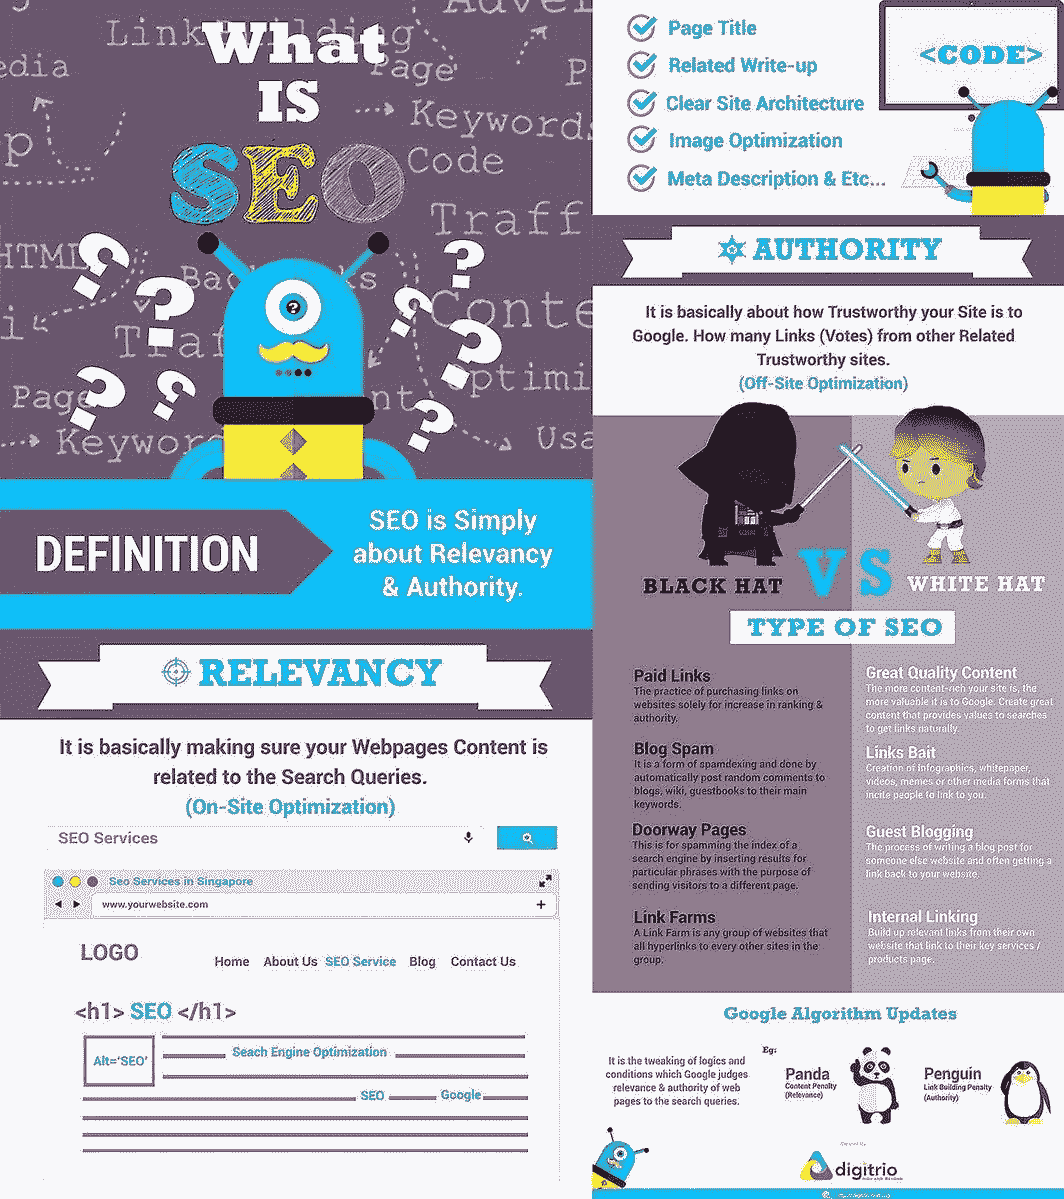 What
IS
SEO
Link Building
Page
Keywords
Code
Traff
HTML
Backlinks
Conte
Traf
Optimi
Page
Keyword
Usa
DEFINITION
SEO is Simply
about Relevancy
& Authority.
RELEVANCY
It is basically making sure your Webpages Content is
related to the Search Queries.
(On-Site Optimization)
SEO Services
Seo Services in Singapore
www.yourwebsite.com
LOGO
Home About Us SEO Service Blog Contact Us
<h1> SEO </h1>
Alt='SEO'
Seach Engine Optimization
SEO Google
Page Title
Related Write-up
Clear Site Architecture
Image Optimization
Meta Description & Etc...
<CODE>
AUTHORITY
It is basically about how Trustworthy your Site is to
Google. How many Links (Votes) from other Related
Trustworthy sites.
(Off-Site Optimization)
BLACK HAT VS WHITE HAT
TYPE OF SEO
Paid Links
The practice of purchasing links on
websites solely for increase in ranking &
authority.
Blog Spam
It is a form of spamdexing and done by
automatically post random comments to
blogs, wiki, guestbooks to their main
keywords.
Doorway Pages
This is for spamming the index of a
search engine by inserting results for
particular phrases with the purpose of
sending visitors to a different page.
Link Farms
A Link Farm is any group of websites that
all hyperlinks to every other sites in the
group.
Great Quality Content
The more content-rich your site is, the
more valuable it is to Google. Create great
content that provides values to searches
to get links naturally.
Links Bait
Creation of infographics, whitepaper,
videos, memes or other media forms that
incite people to link to you.
Guest Blogging
The process of writing a blog post for
someone else website and often getting a
link back to your website.
Internal Linking
Build up relevant links from their own
website that link to their key services /
products page.
Google Algorithm Updates
It is the tweaking of logics and
conditions which Google judges
relevance & authority of web
pages to the search queries.
Eg:
Panda
Content Penalty
(Relevance)
Penguin
Link Building Penalty
(Authority)
digitrio